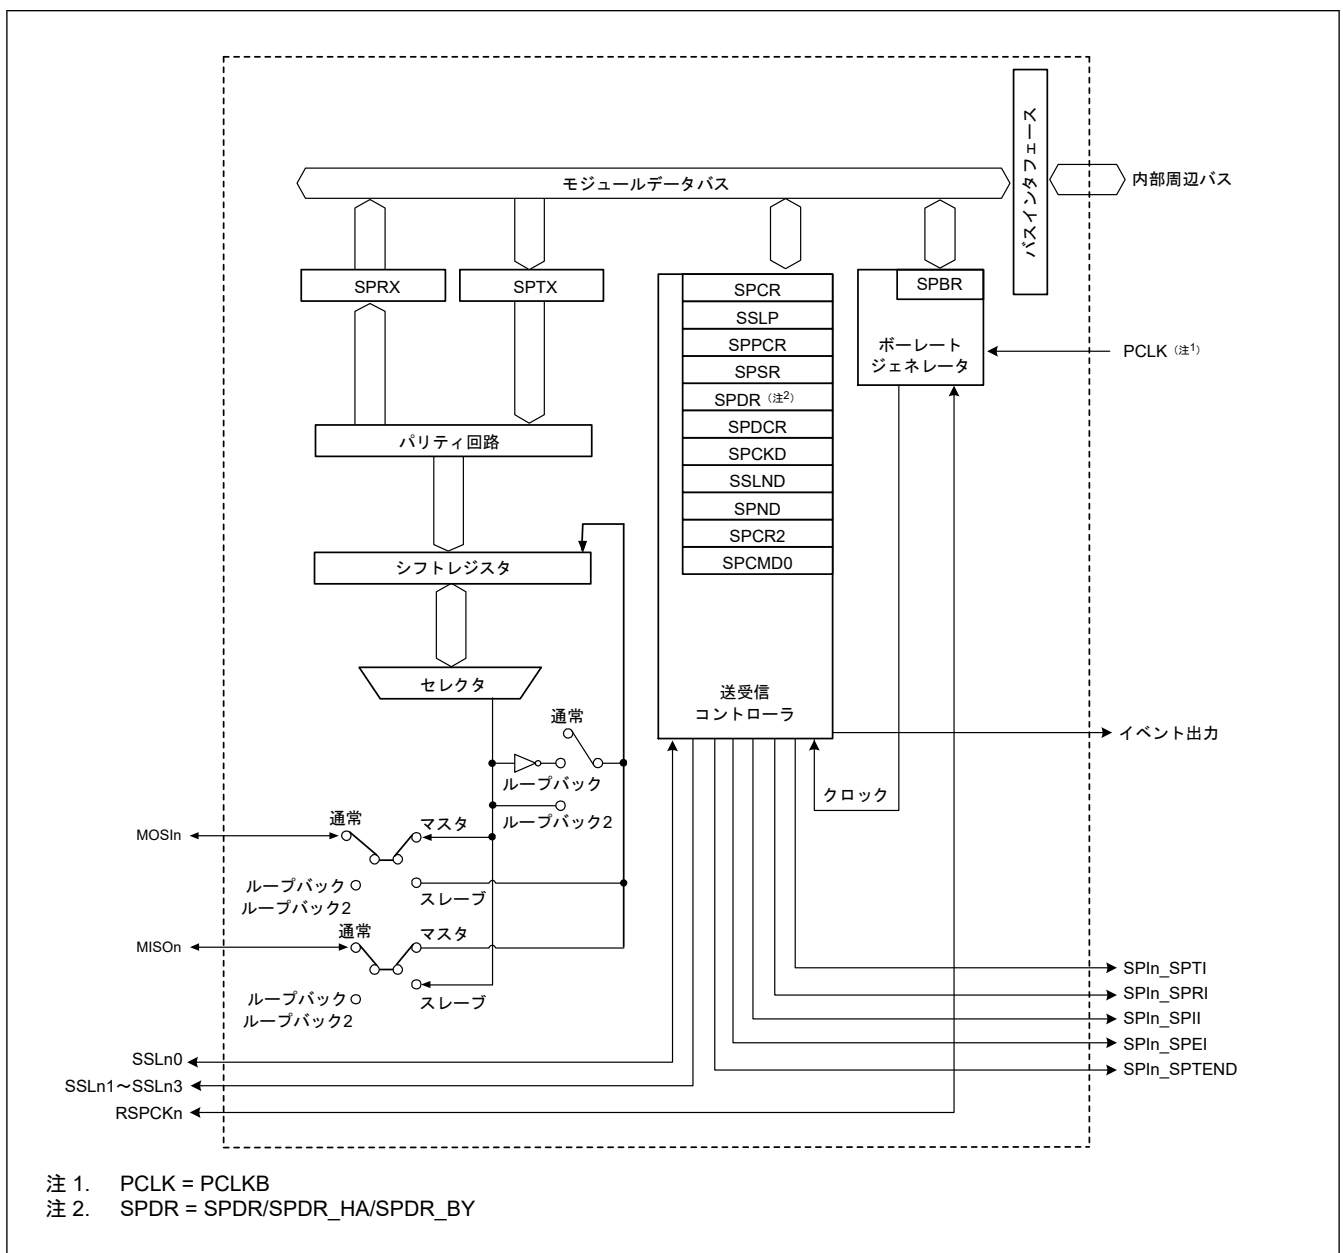 バスインタフェース
モジュールデータバス
内部周辺バス
SPRX
SPTX
SPCR
SSLP
SPPCR
SPSR
SPDR（注2）
SPDCR
SPCKD
SSLND
SPND
SPCR2
SPCMD0
送受信
コントローラ
SPBR
ボーレート
ジェネレータ
PCLK（注1）
パリティ回路
シフトレジスタ
セレクタ
通常
ループバック
ループバック2
イベント出力
クロック
MOSIn
通常
マスタ
ループバック
ループバック2
スレーブ
MISOn
通常
マスタ
ループバック
ループバック2
スレーブ
SPIn_SPTI
SPIn_SPRI
SPIn_SPII
SPIn_SPEI
SPIn_SPTEND
SSLn0
SSLn1～SSLn3
RSPCKn
注 1. PCLK = PCLKB
注 2. SPDR = SPDR/SPDR_HA/SPDR_BY